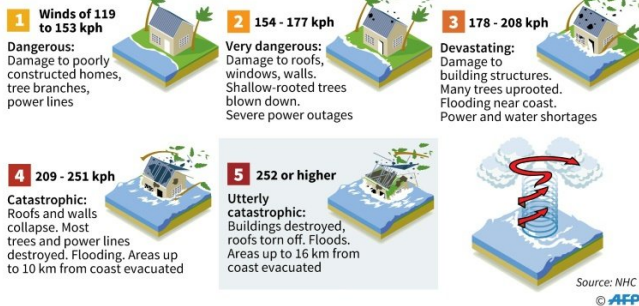 1 Winds of 119
to 153 kph
Dangerous:
Damage to poorly
constructed homes,
tree branches,
power lines
2 154 - 177 kph
Very dangerous:
Damage to roofs,
windows, walls.
Shallow-rooted trees
blown down.
Severe power outages
3 178 - 208 kph
Devastating:
Damage to
building structures.
Many trees uprooted.
Flooding near coast.
Power and water shortages
4 209 - 251 kph
Catastrophic:
Roofs and walls
collapse. Most
trees and power lines
destroyed. Flooding. Areas up
to 10 km from coast evacuated
5 252 or higher
Utterly
catastrophic:
Buildings destroyed,
roofs torn off. Floods.
Areas up to 16 km from
coast evacuated
Source: NHC
© AFP